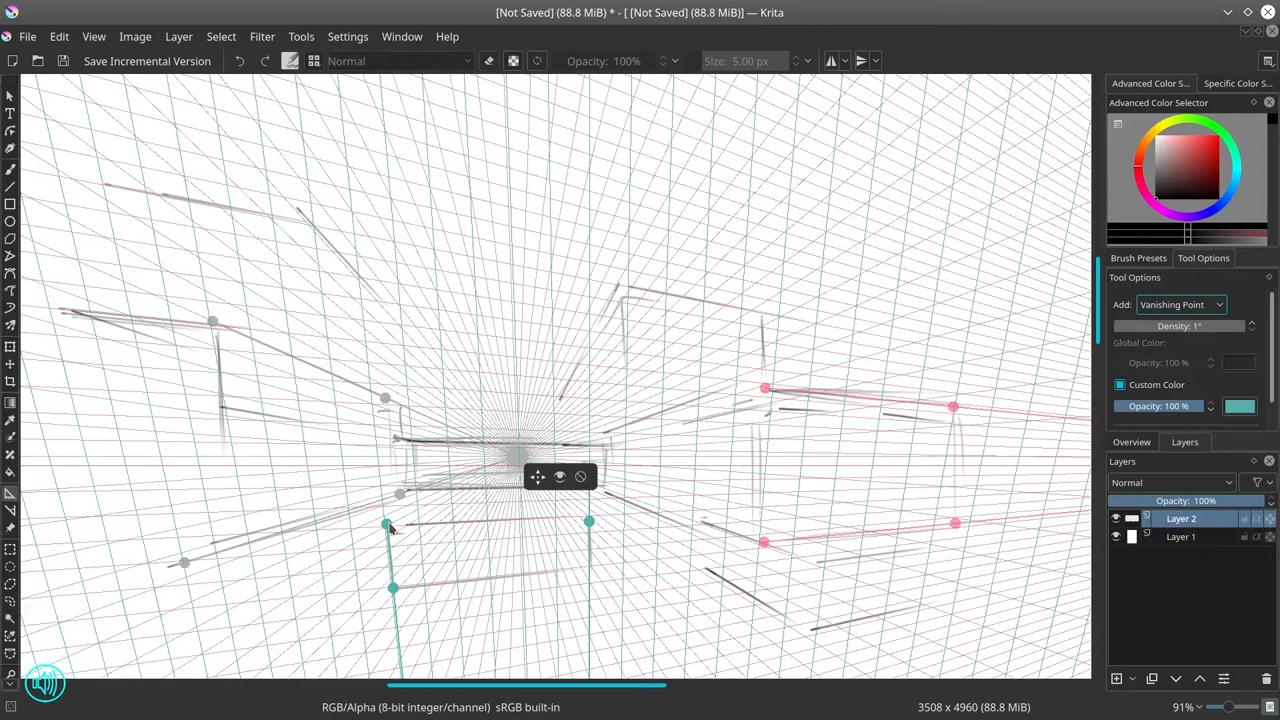 [Not Saved] (88.8 MiB) * - [ [Not Saved] (88.8 MiB)] — Krita
File Edit View Image Layer Select Filter Tools Settings Window Help
Save Incremental Version Normal Opacity: 100% Size: 5.00 px
Advanced Color S... Specific Color S...
Advanced Color Selector
Brush Presets Tool Options
Tool Options
Add: Vanishing Point
Density: 1°
Global Color:
Opacity: 100 %
Custom Color
Opacity: 100 %
Overview Layers
Layers
Normal
Opacity: 100%
Layer 2
Layer 1
RGB/Alpha (8-bit integer/channel) sRGB built-in 3508 x 4960 (88.8 MiB) 91%